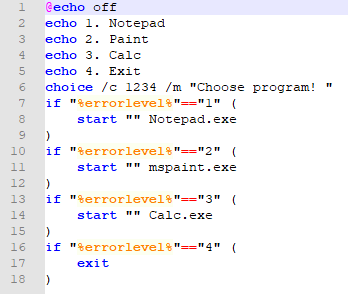 1 @echo off
2 echo 1. Notepad
3 echo 2. Paint
4 echo 3. Calc
5 echo 4. Exit
6 choice /c 1234 /m "Choose program! "
7 if "%errorlevel%"=="1" (
8     start "" Notepad.exe
9 )
10 if "%errorlevel%"=="2" (
11     start "" mspaint.exe
12 )
13 if "%errorlevel%"=="3" (
14     start "" Calc.exe
15 )
16 if "%errorlevel%"=="4" (
17     exit
18 )